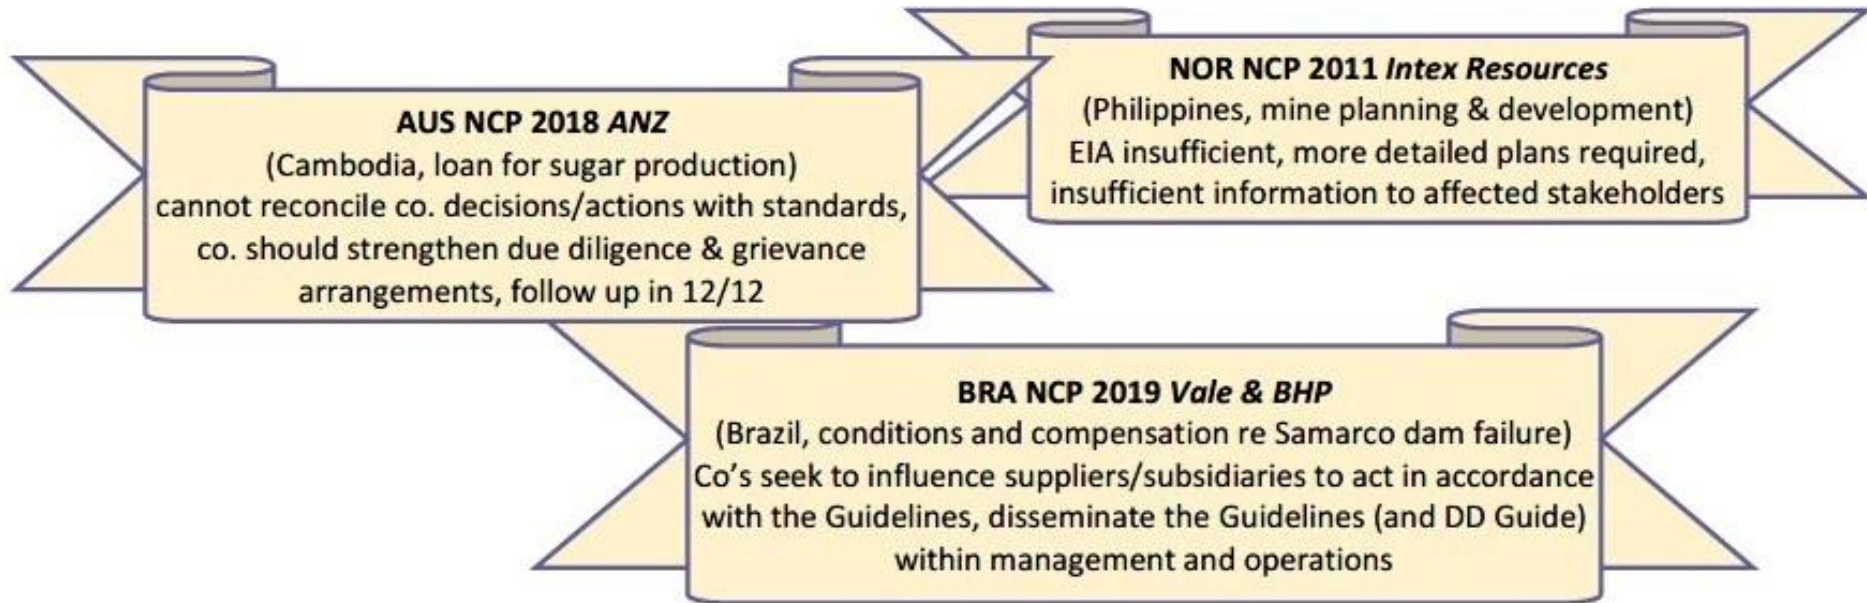 AUS NCP 2018 ANZ
(Cambodia, loan for sugar production)
cannot reconcile co. decisions/actions with standards,
co. should strengthen due diligence & grievance
arrangements, follow up in 12/12
NOR NCP 2011 Intex Resources
(Philippines, mine planning & development)
EIA insufficient, more detailed plans required,
insufficient information to affected stakeholders
BRA NCP 2019 Vale & BHP
(Brazil, conditions and compensation re Samarco dam failure)
Co's seek to influence suppliers/subsidiaries to act in accordance
with the Guidelines, disseminate the Guidelines (and DD Guide)
within management and operations